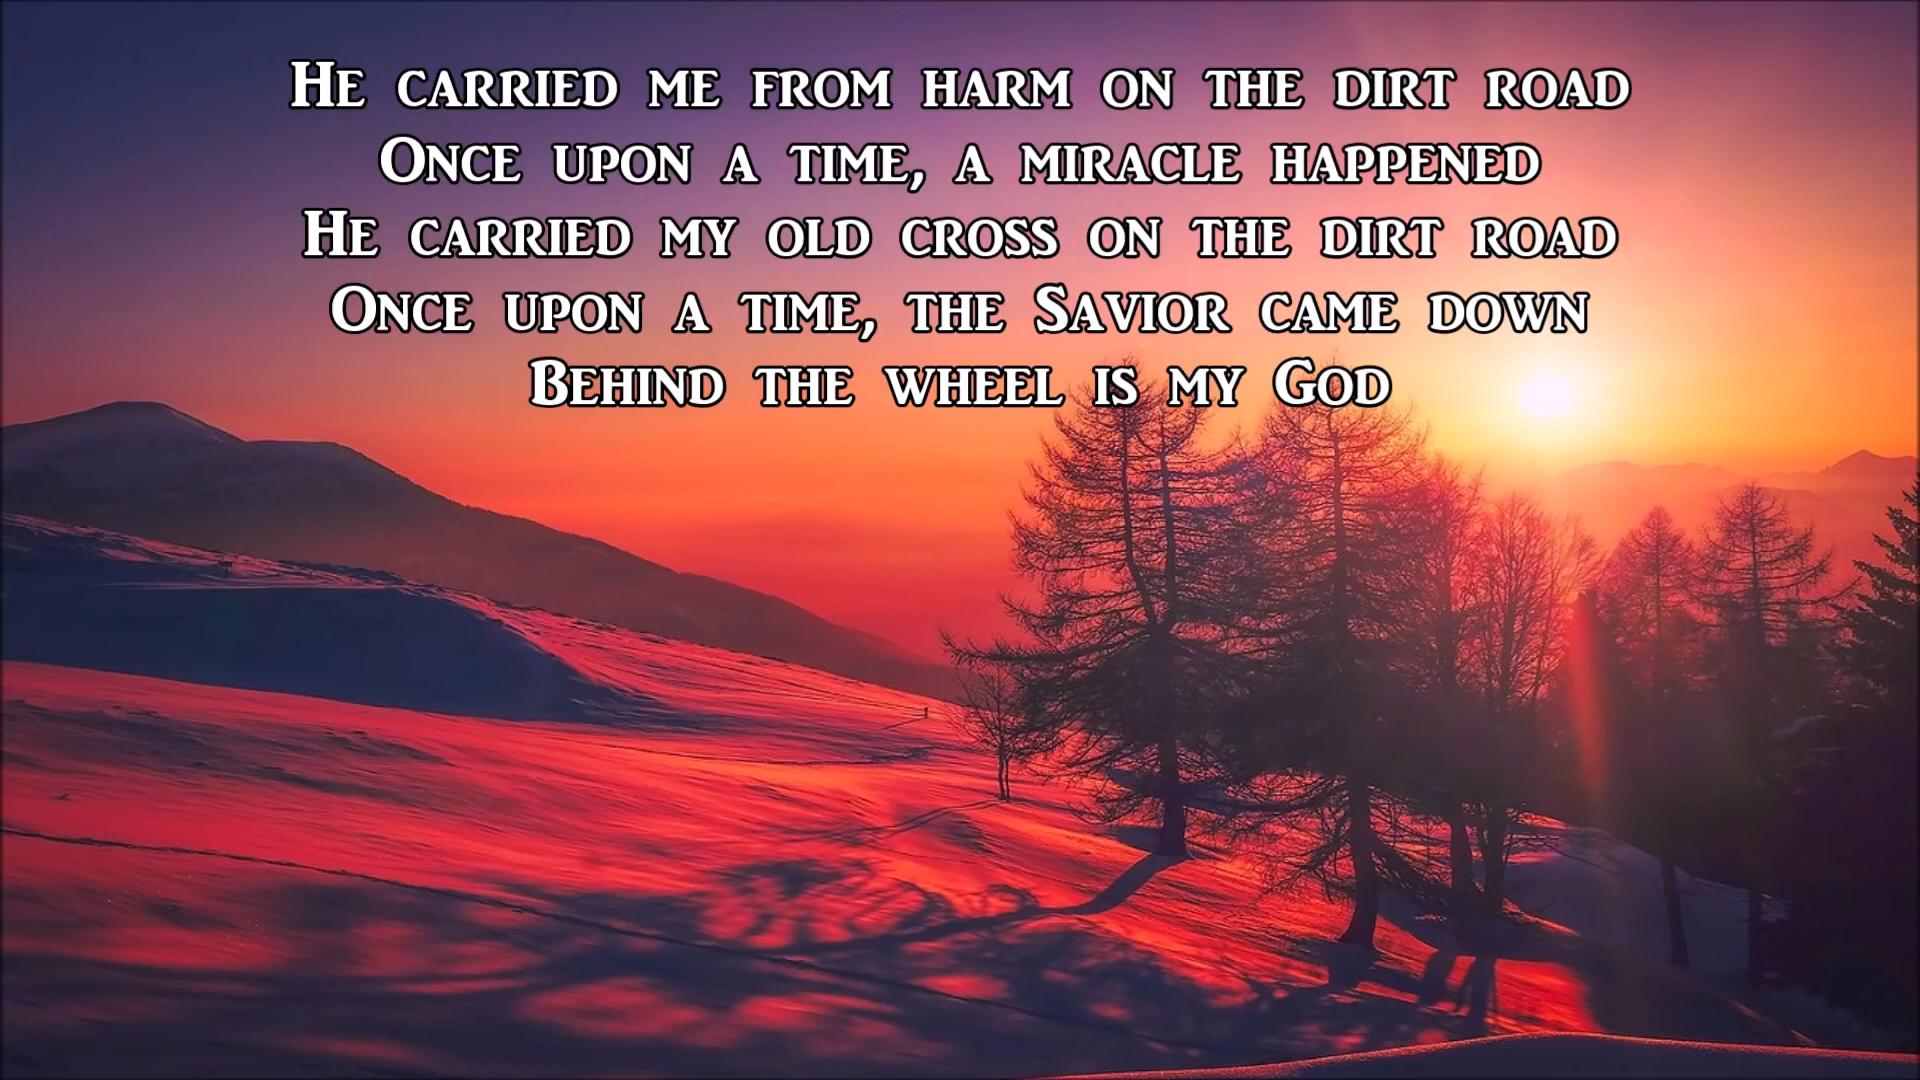 He carried me from harm on the dirt road
Once upon a time, a miracle happened
He carried my old cross on the dirt road
Once upon a time, the Savior came down
Behind the wheel is my God